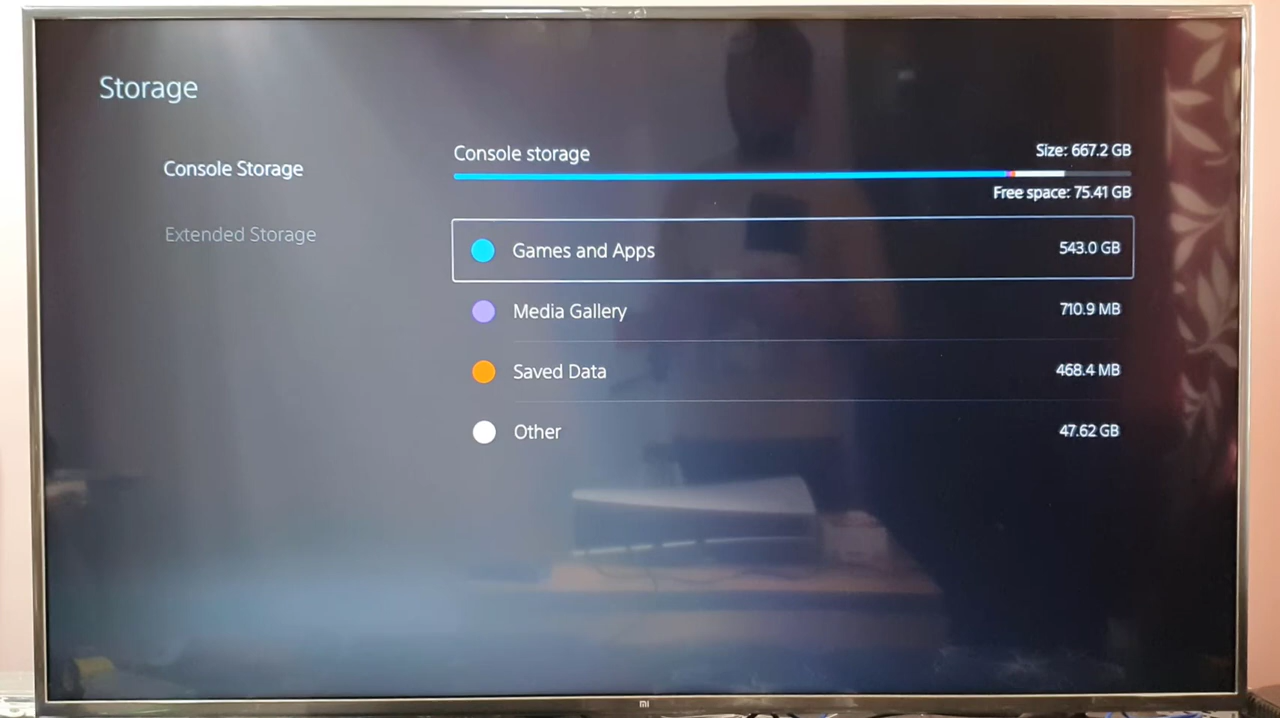 Storage
Console Storage
Extended Storage
Console storage
Size: 667.2 GB
Free space: 75.41 GB
Games and Apps
543.0 GB
Media Gallery
710.9 MB
Saved Data
468.4 MB
Other
47.62 GB
mi